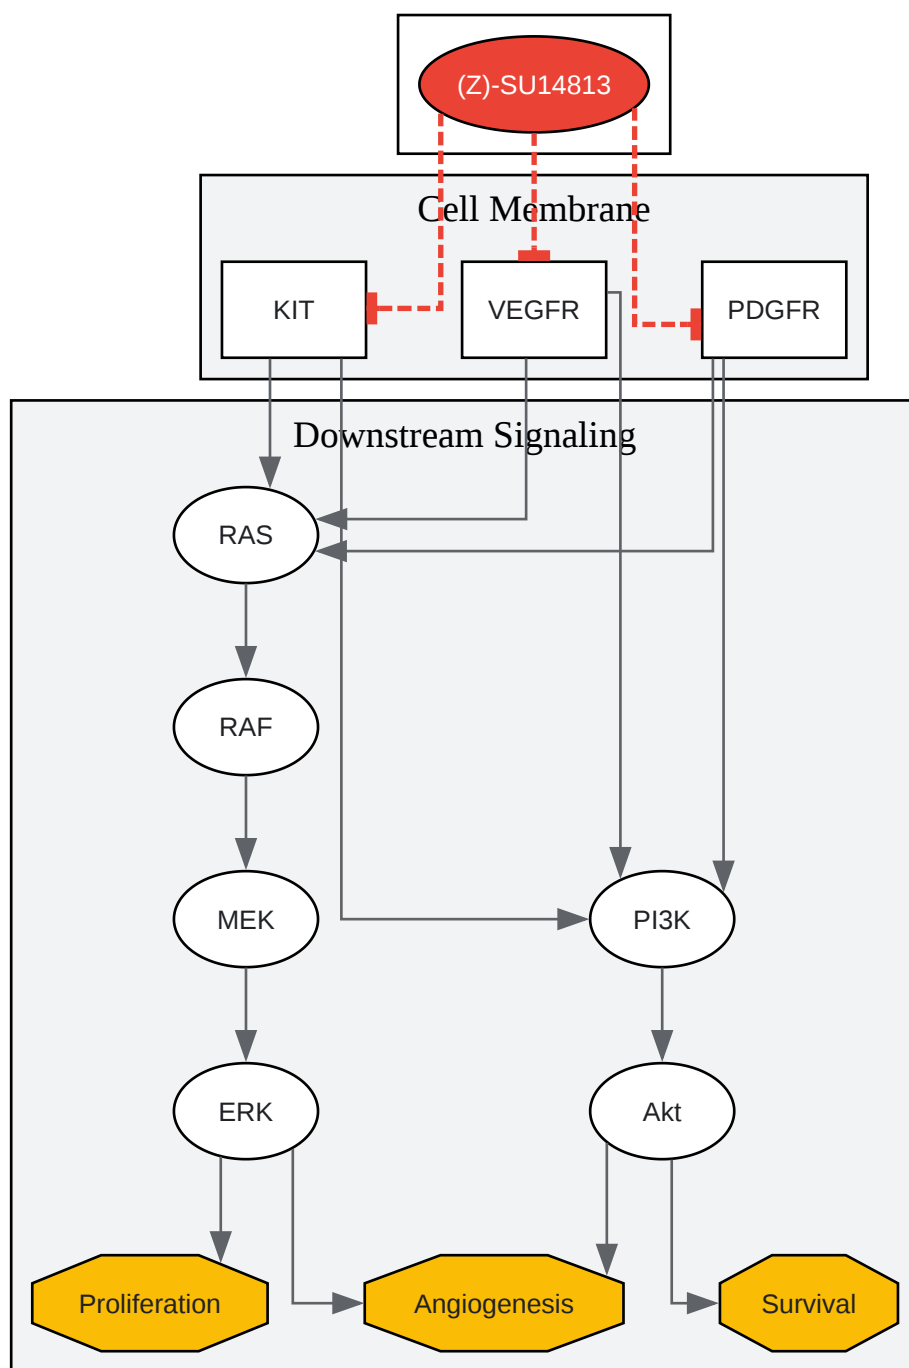 (Z)-SU14813
Cell Membrane
KIT
VEGFR
PDGFR
Downstream Signaling
RAS
RAF
MEK
PI3K
ERK
Akt
Proliferation
Angiogenesis
Survival